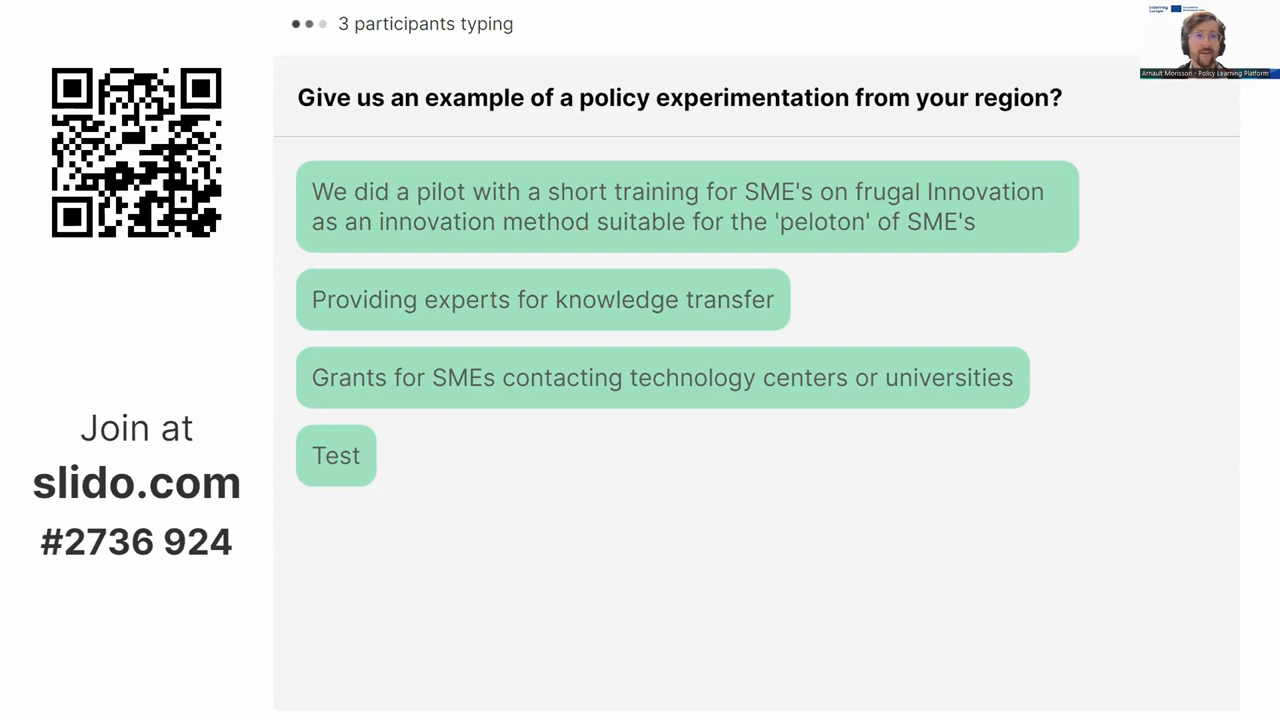 3 participants typing
Give us an example of a policy experimentation from your region?
We did a pilot with a short training for SME's on frugal Innovation
as an innovation method suitable for the 'peloton' of SME's
Providing experts for knowledge transfer
Grants for SMEs contacting technology centers or universities
Test
Join at
slido.com
#2736 924
Arnault Morisson - Policy Learning Platform